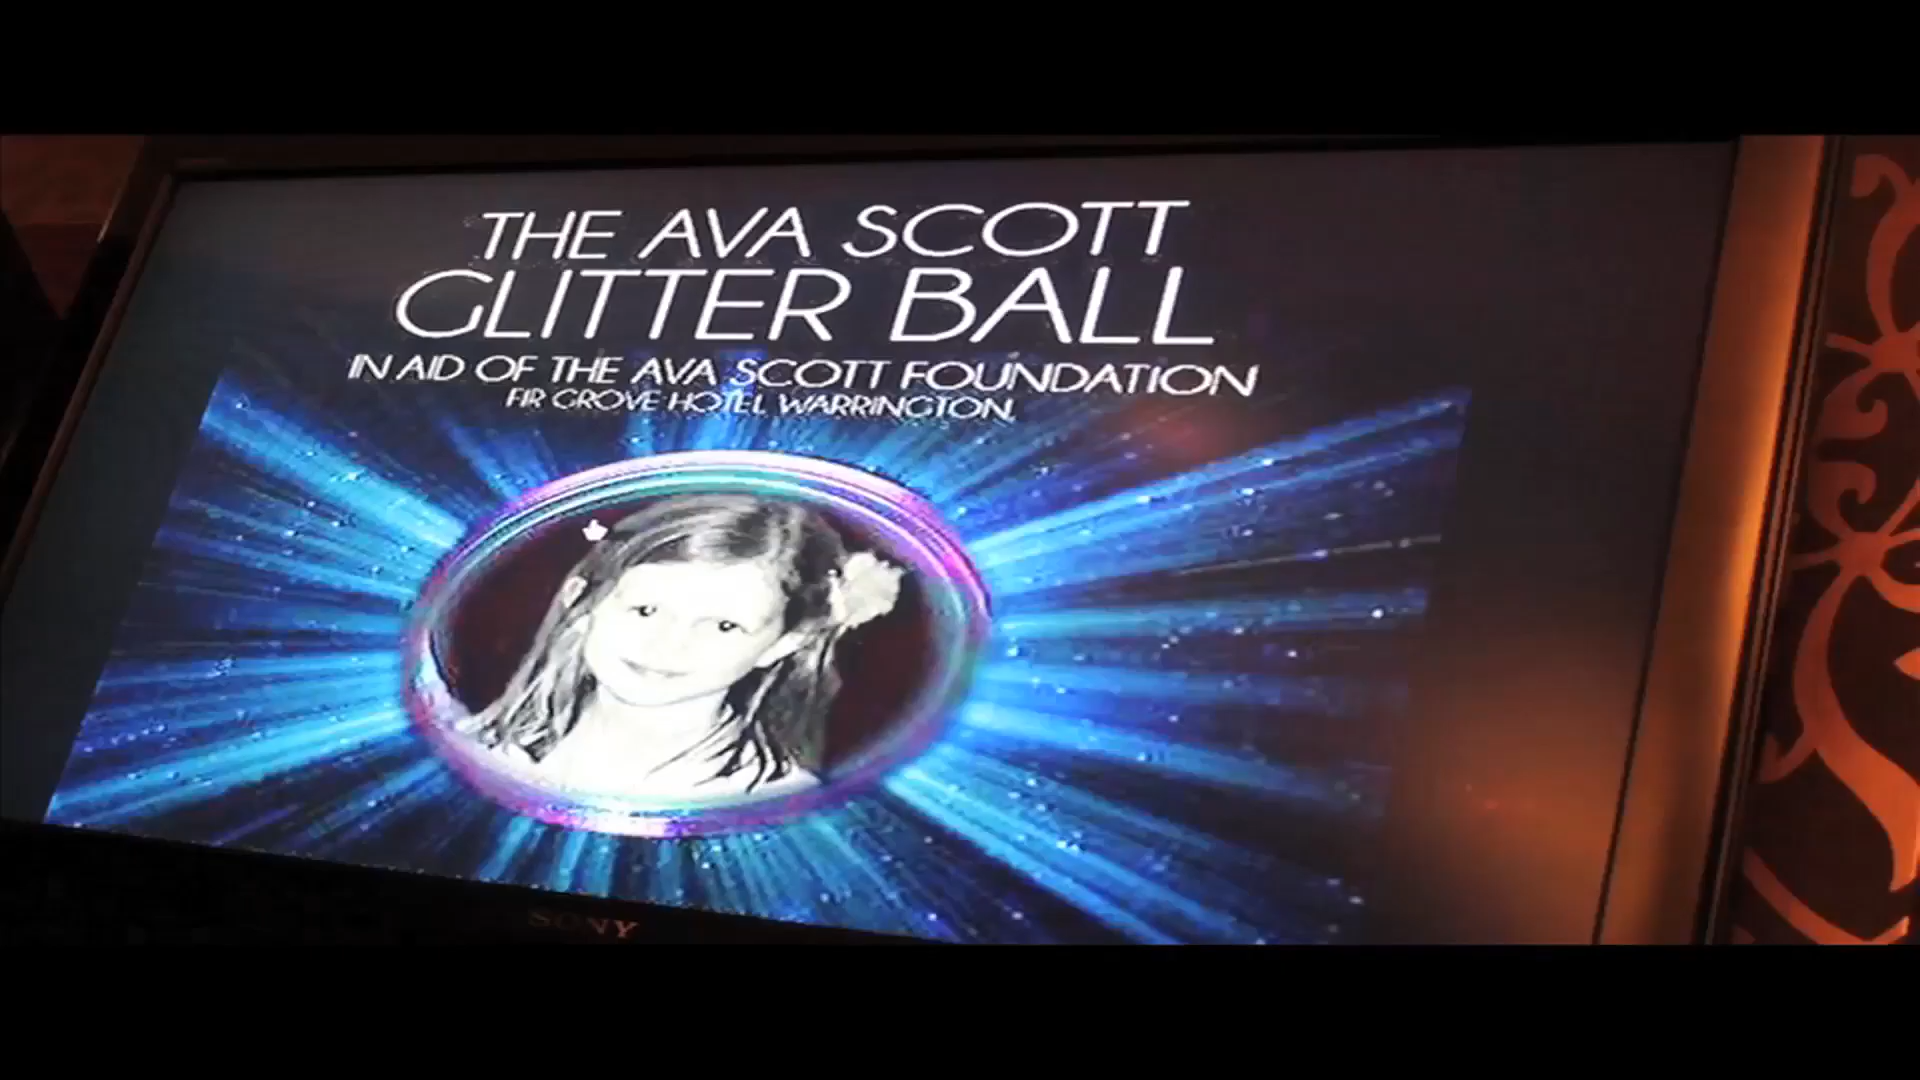 THE AVA SCOTT
GLITTER BALL
IN AID OF THE AVA SCOTT FOUNDATION
FIR GROVE HOTEL WARRINGTON.
SONY